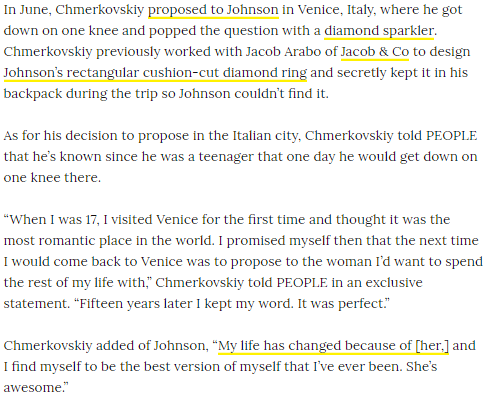 In June, Chmerkovskiy proposed to Johnson in Venice, Italy, where he got
down on one knee and popped the question with a diamond sparkler.
Chmerkovskiy previously worked with Jacob Arabo of Jacob & Co to design
Johnson’s rectangular cushion-cut diamond ring and secretly kept it in his
backpack during the trip so Johnson couldn’t find it.
As for his decision to propose in the Italian city, Chmerkovskiy told PEOPLE
that he’s known since he was a teenager that one day he would get down on
one knee there.
“When I was 17, I visited Venice for the first time and thought it was the
most romantic place in the world. I promised myself then that the next time
I would come back to Venice was to propose to the woman I’d want to spend
the rest of my life with,” Chmerkovskiy told PEOPLE in an exclusive
statement. “Fifteen years later I kept my word. It was perfect.”
Chmerkovskiy added of Johnson, “My life has changed because of [her,] and
I find myself to be the best version of myself that I’ve ever been. She’s
awesome.”